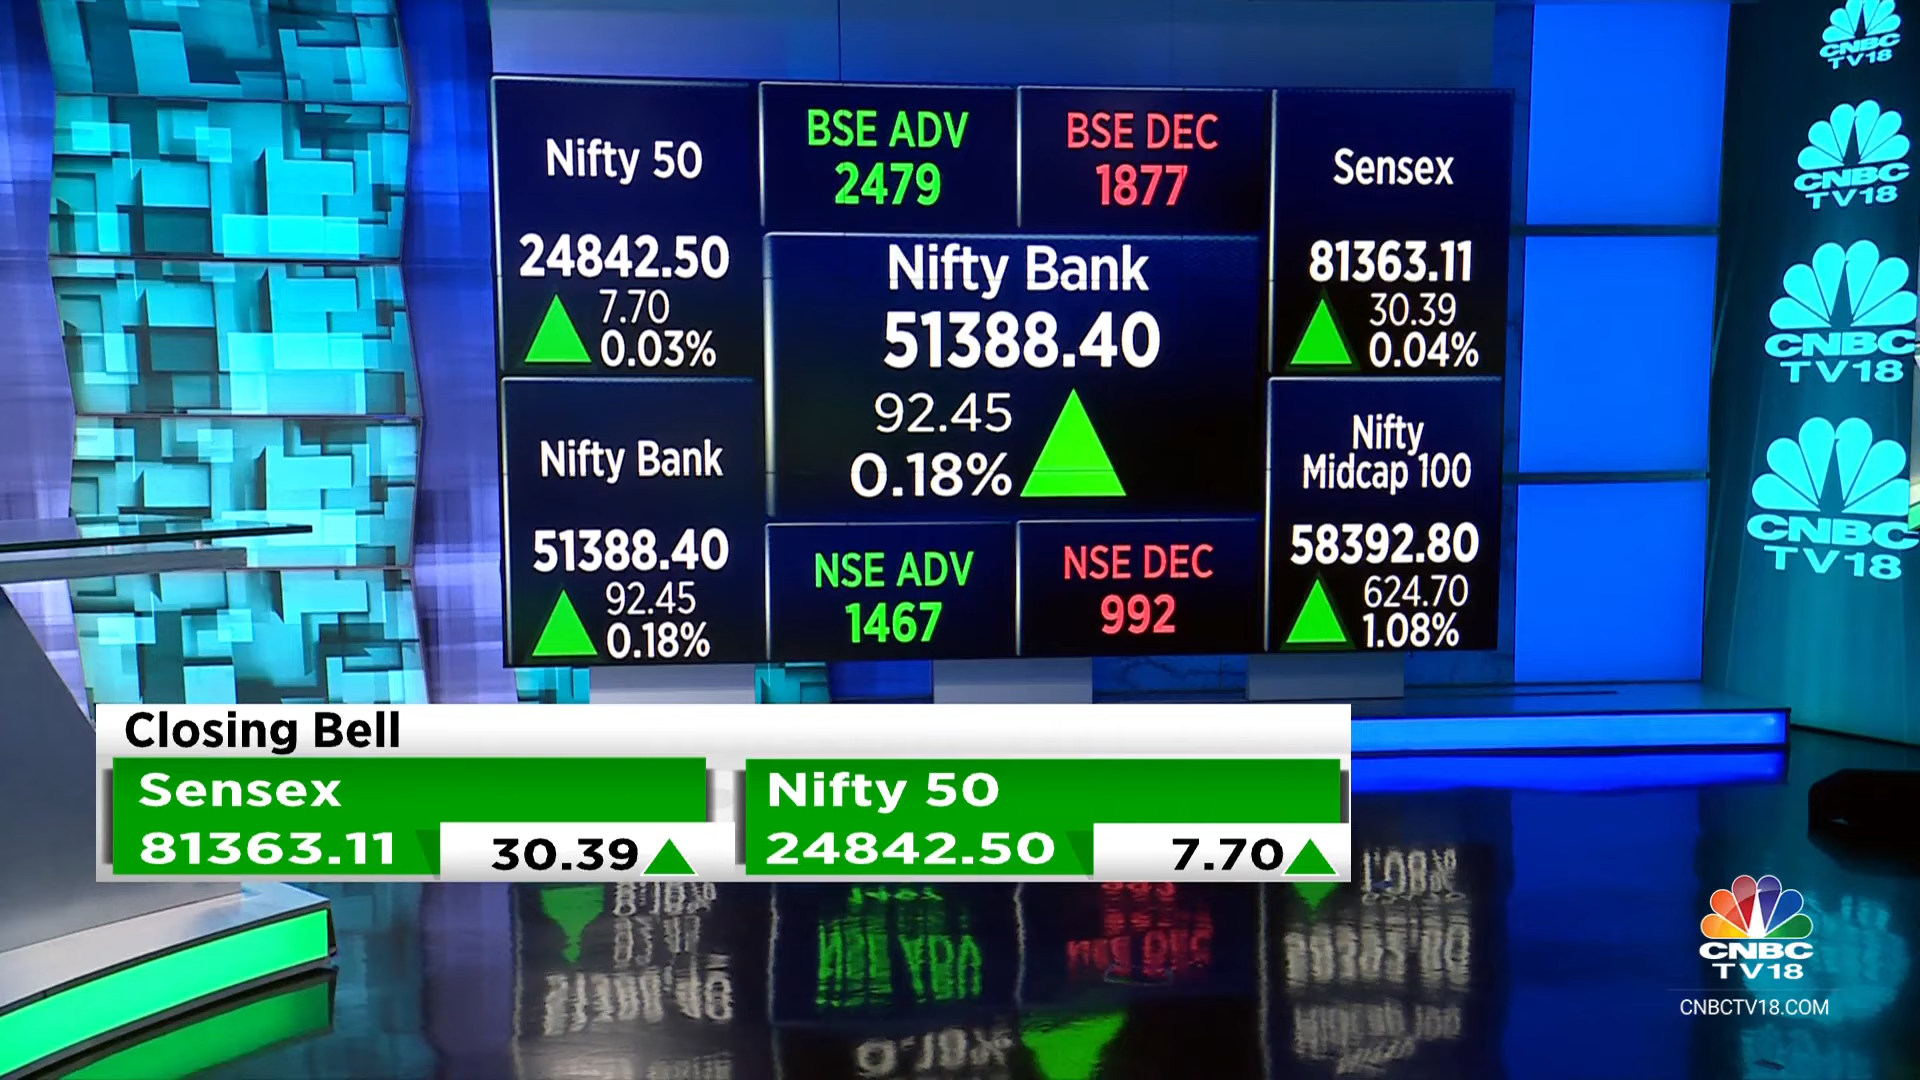 Nifty 50
24842.50
7.70
0.03%
BSE ADV
2479
BSE DEC
1877
Sensex
81363.11
30.39
0.04%
Nifty Bank
51388.40
92.45
0.18%
Nifty Bank
51388.40
92.45
0.18%
NSE ADV
1467
NSE DEC
992
Nifty
Midcap 100
58392.80
624.70
1.08%
CNBC
TV18
CNBC
TV18
CNBC
TV18
CNBC
TV18
Closing Bell
Sensex
81363.11 30.39
Nifty 50
24842.50 7.70
CNBC
TV18
CNBCTV18.COM